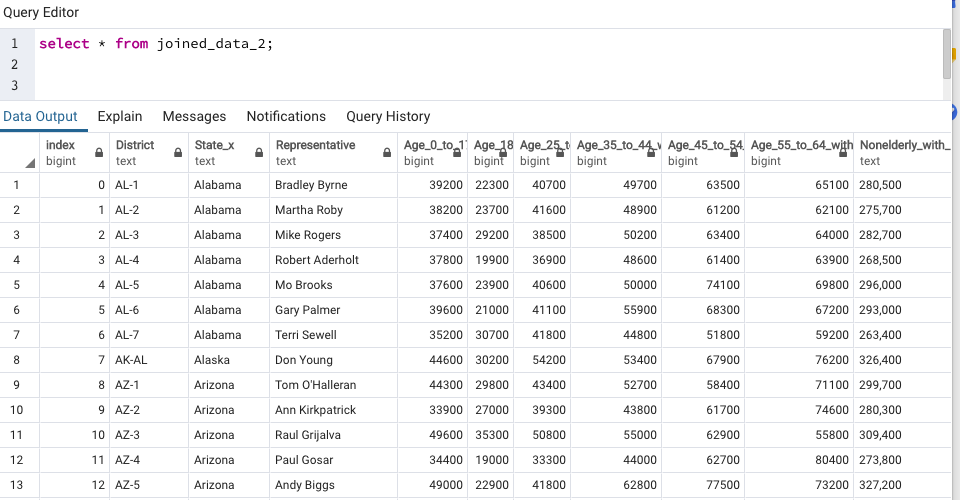 Query Editor
1 select * from joined_data_2;
2
3
Data Output Explain Messages Notifications Query History
index District State_x Representative Age_0_to_17 Age_18 Age_25_t Age_35_to_44_w Age_45_to_54_ Age_55_to_64_with Nonelderly_with_
bigint text text text bigint bigint bigint bigint bigint bigint text
1 0 AL-1 Alabama Bradley Byrne 39200 22300 40700 49700 63500 65100 280,500
2 1 AL-2 Alabama Martha Roby 38200 23700 41600 48900 61200 62100 275,700
3 2 AL-3 Alabama Mike Rogers 37400 29200 38500 50200 63400 64000 282,700
4 3 AL-4 Alabama Robert Aderholt 37800 19900 36900 48600 61400 63900 268,500
5 4 AL-5 Alabama Mo Brooks 37600 23900 40600 50000 74100 69800 296,000
6 5 AL-6 Alabama Gary Palmer 39600 21000 41100 55900 68300 67200 293,000
7 6 AL-7 Alabama Terri Sewell 35200 30700 41800 44800 51800 59200 263,400
8 7 AK-AL Alaska Don Young 44600 30200 54200 53400 67900 76200 326,400
9 8 AZ-1 Arizona Tom O'Halleran 44300 29800 43400 52700 58400 71100 299,700
10 9 AZ-2 Arizona Ann Kirkpatrick 33900 27000 39300 43800 61700 74600 280,300
11 10 AZ-3 Arizona Raul Grijalva 49600 35300 50800 55000 62900 55800 309,400
12 11 AZ-4 Arizona Paul Gosar 34400 19000 33300 44000 62700 80400 273,800
13 12 AZ-5 Arizona Andy Biggs 49000 22900 41800 62800 77500 73200 327,200